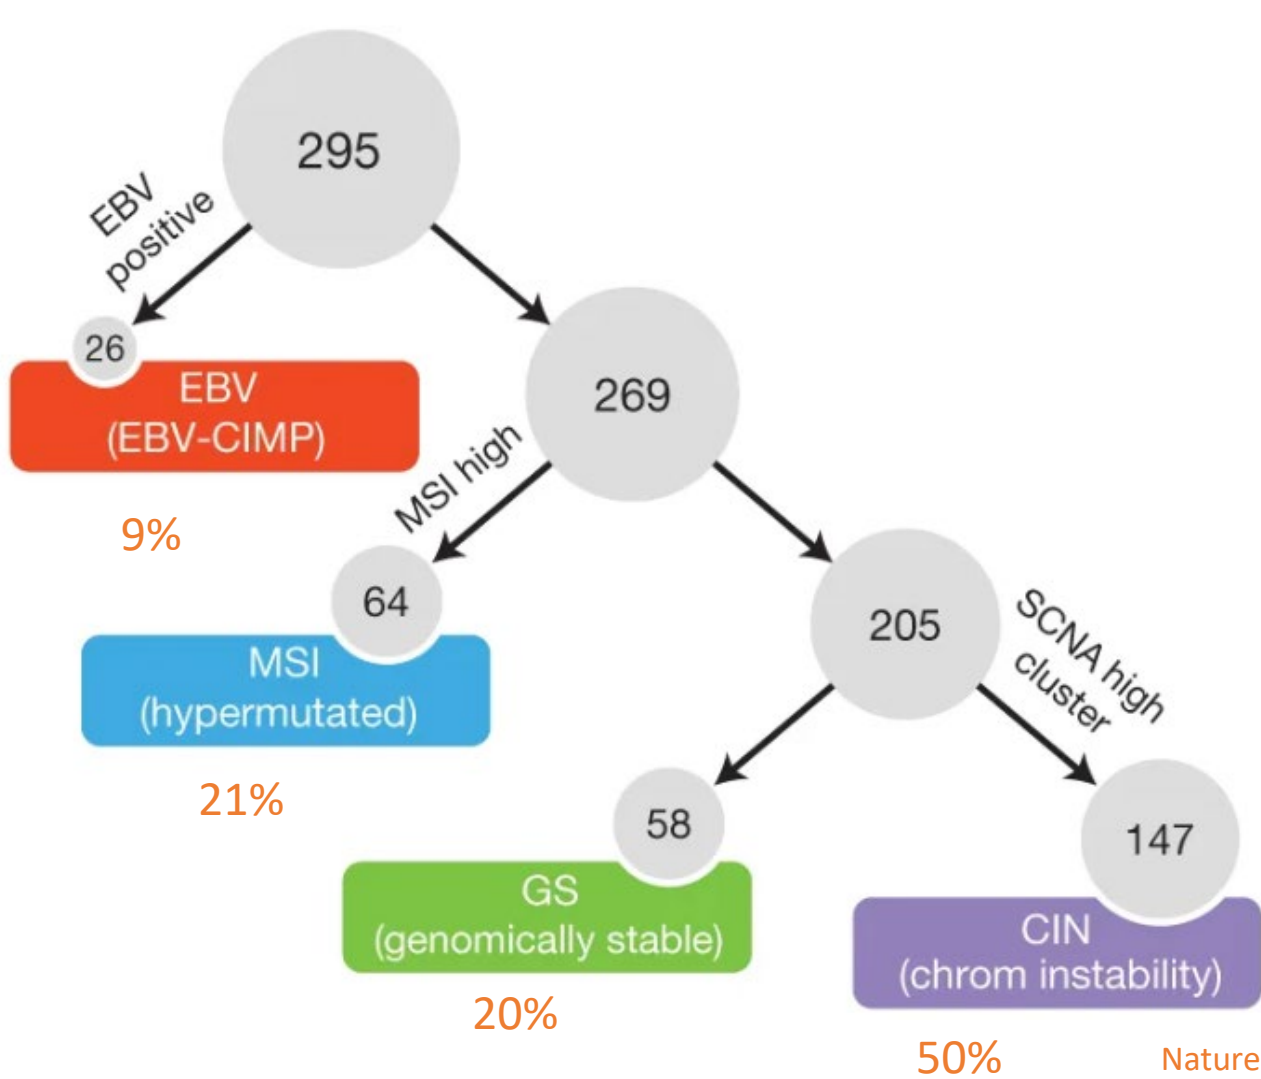 295
EBV
positive
26
EBV
(EBV-CIMP)
9%
269
MSI high
64
MSI
(hypermutated)
21%
205
SCNA high
cluster
58
GS
(genomically stable)
20%
147
CIN
(chrom instability)
50%
Nature